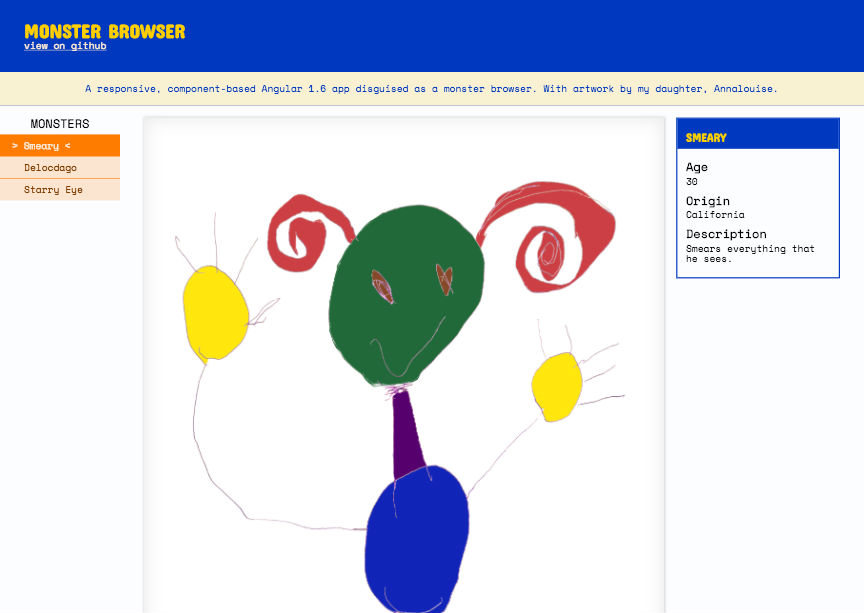 MONSTER BROWSER
view on github
A responsive, component-based Angular 1.6 app disguised as a monster browser. With artwork by my daughter, Annalouise.
MONSTERS
> Smeary <
Delocdago
Starry Eye
SMEARY
Age
30
Origin
California
Description
Smears everything that
he sees.